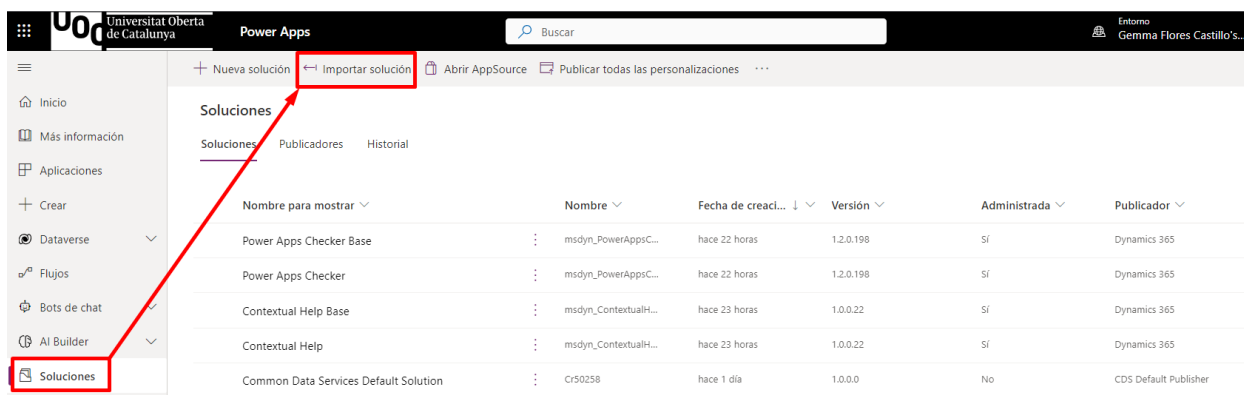 UOC Universitat Oberta
de Catalunya
Power Apps
Buscar
Entorno
Gemma Flores Castillo's...
Nueva solución
Importar solución
Abrir AppSource
Publicar todas las personalizaciones
...
Inicio
Más información
Aplicaciones
Crear
Dataverse
Flujos
Bots de chat
AI Builder
Soluciones
Soluciones
Soluciones Publicadores Historial
Nombre para mostrar Nombre Fecha de creaci... Versión Administrada Publicador
Power Apps Checker Base msdyn_PowerAppsC... hace 22 horas 1.2.0.198 Sí Dynamics 365
Power Apps Checker msdyn_PowerAppsC... hace 22 horas 1.2.0.198 Sí Dynamics 365
Contextual Help Base msdyn_ContextualH... hace 23 horas 1.0.0.22 Sí Dynamics 365
Contextual Help msdyn_ContextualH... hace 23 horas 1.0.0.22 Sí Dynamics 365
Common Data Services Default Solution Cr50258 hace 1 día 1.0.0.0 No CDS Default Publisher